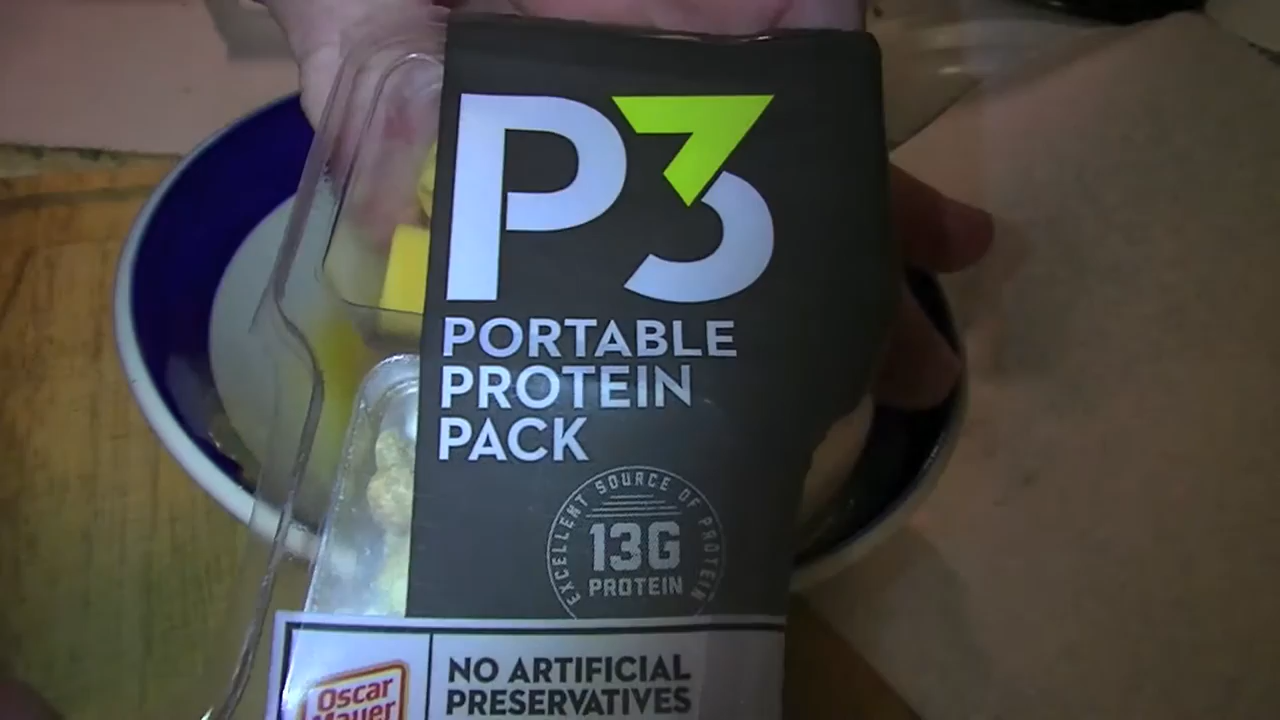 P3
PORTABLE
PROTEIN
PACK
EXCELLENT SOURCE OF PROTEIN
13G
PROTEIN
Oscar
Mayer
NO ARTIFICIAL
PRESERVATIVES